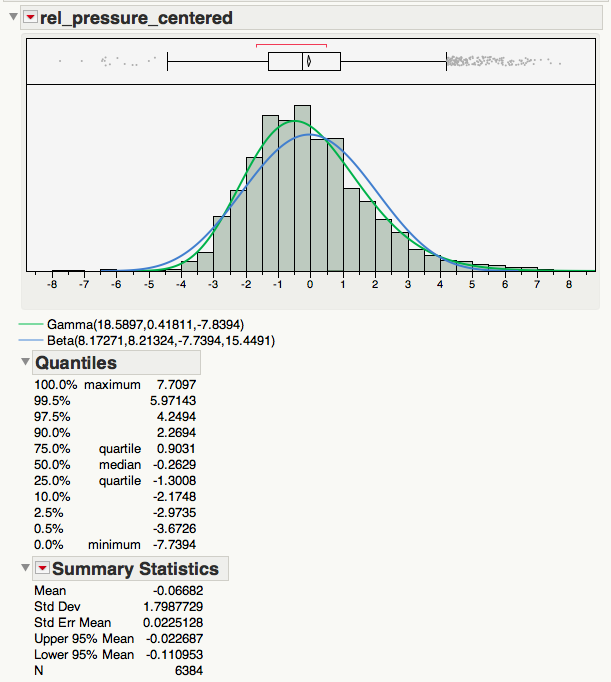 rel_pressure_centered
-8 -7 -6 -5 -4 -3 -2 -1 0 1 2 3 4 5 6 7 8
Gamma(18.5897,0.41811,-7.8394)
Beta(8.17271,8.21324,-7.7394,15.4491)
Quantiles
100.0% maximum 7.7097
99.5% 5.97143
97.5% 4.2494
90.0% 2.2694
75.0% quartile 0.9031
50.0% median -0.2629
25.0% quartile -1.3008
10.0% -2.1748
2.5% -2.9735
0.5% -3.6726
0.0% minimum -7.7394
Summary Statistics
Mean -0.06682
Std Dev 1.7987729
Std Err Mean 0.0225128
Upper 95% Mean -0.022687
Lower 95% Mean -0.110953
N 6384